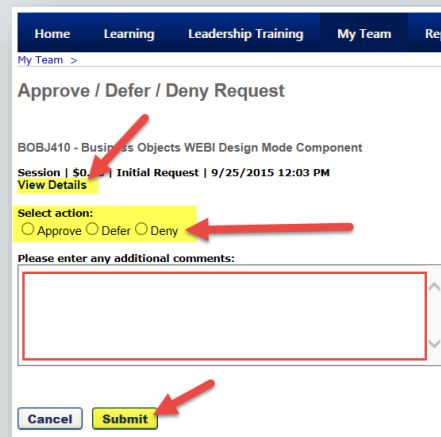 Home Learning Leadership Training My Team
My Team >
Approve / Defer / Deny Request
BOBJ410 - Business Objects WEBI Design Mode Component
Session | Initial Request | 9/25/2015 12:03 PM
View Details
Select action:
Approve Defer Deny
Please enter any additional comments:
Cancel Submit